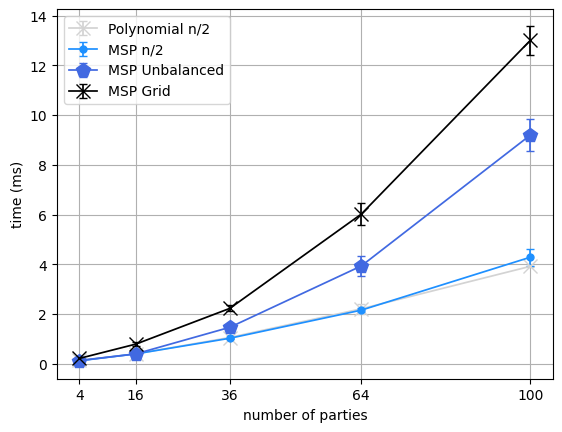 Polynomial n/2
MSP n/2
MSP Unbalanced
MSP Grid
14
12
10
8
6
4
2
0
time (ms)
4 16 36 64 100
number of parties